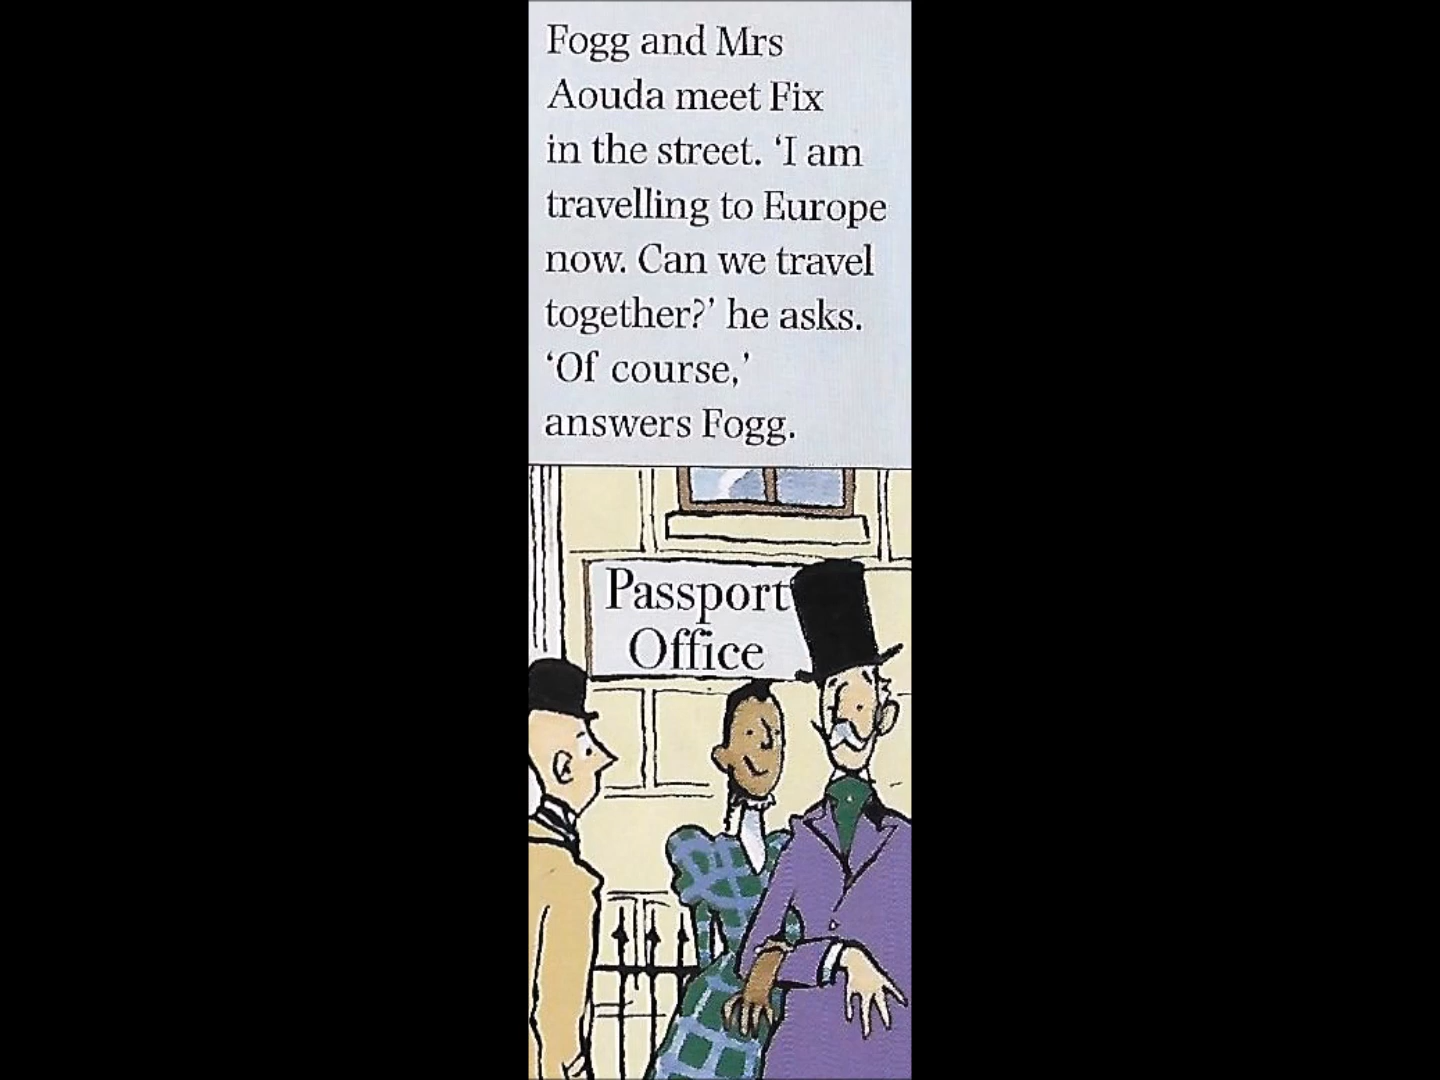 Fogg and Mrs
Aouda meet Fix
in the street. ‘I am
travelling to Europe
now. Can we travel
together?’ he asks.
‘Of course,’
answers Fogg.
Passport
Office